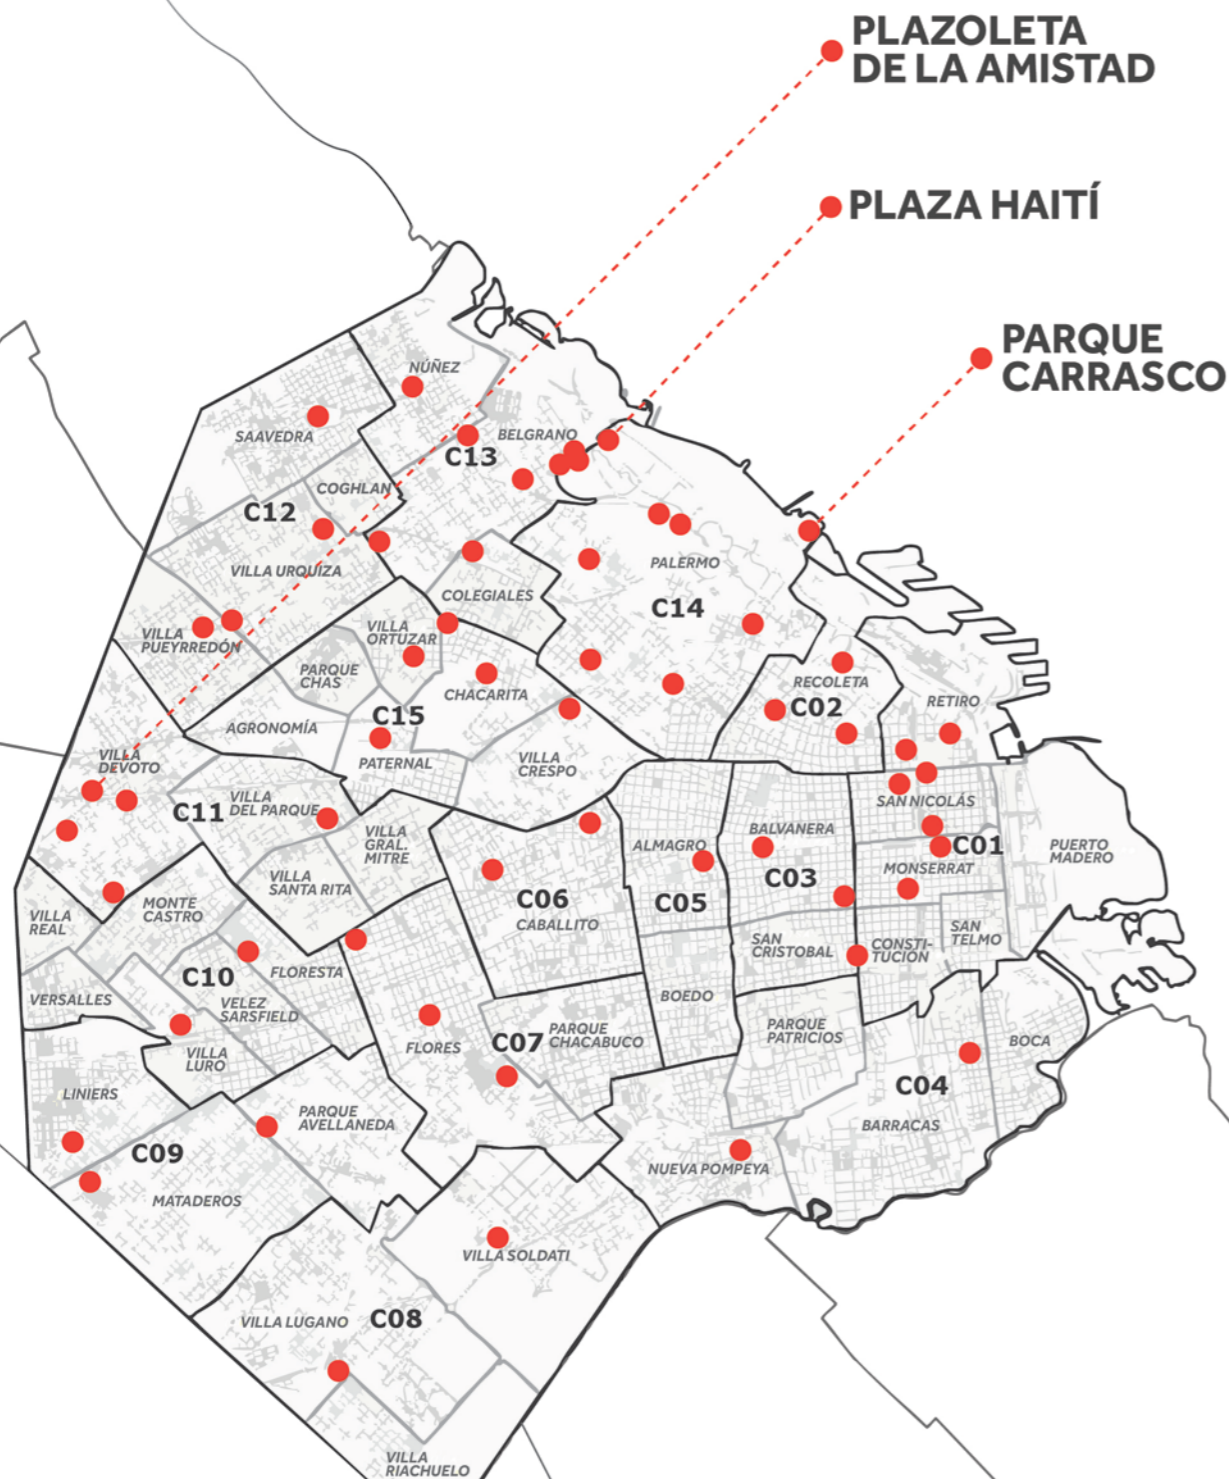 PLAZOLETA
DE LA AMISTAD
PLAZA HAITÍ
PARQUE
CARRASCO
NÚÑEZ
SAAVEDRA
BELGRANO
C13
COGHLAN
C12
VILLA URQUIZA
PALERMO
COLEGIALES
C14
VILLA
PUEYRREDÓN
VILLA
ORTUZAR
PARQUE
CHAS
CHACARITA
RECOLETA
C02
RETIRO
AGRONOMÍA
C15
PATERNAL
VILLA
CRESPO
VILLA
DEVOTO
C11
VILLA
DEL PARQUE
SAN NICOLÁS
VILLA
GRAL.
MITRE
ALMAGRO
BALVANERA
C01
MONSERRAT
PUERTO
MADERO
VILLA
SANTA RITA
C06
CABALLITO
C05
C03
MONTE
CASTRO
VILLA
REAL
SAN
CRISTOBAL
CONSTI-
TUCIÓN
SAN
TELMO
C10
FLORESTA
VERSALLES
VELEZ
SARSFIELD
BOEDO
FLORES
C07
PARQUE
CHACABUCO
PARQUE
PATRICIOS
BOCA
VILLA
LURO
LINIERS
C04
BARRACAS
PARQUE
AVELLANEDA
C09
MATADEROS
NUEVA POMPEYA
VILLA SOLDATI
VILLA LUGANO
C08
VILLA
RIACHUELO